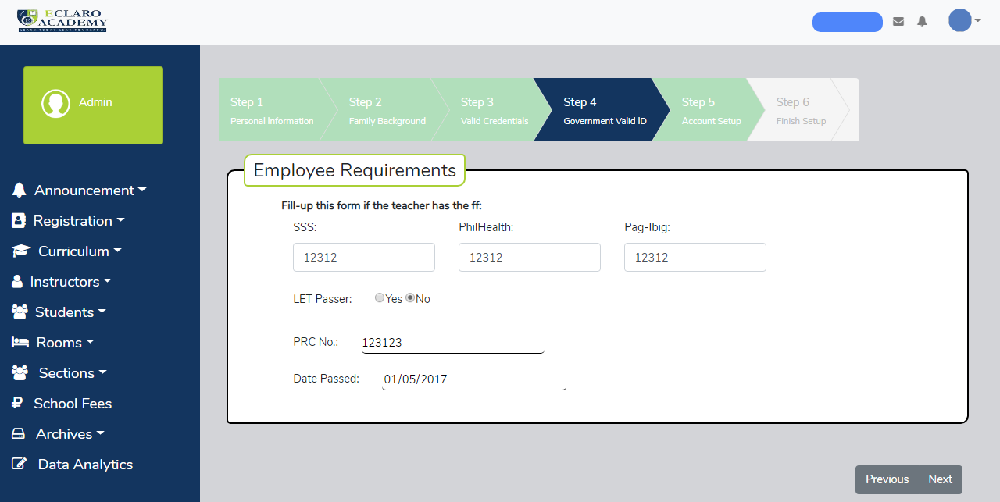 ECLARO
ACADEMY
LEARN TODAY LEAD TOMORROW
Admin
Announcement
Registration
Curriculum
Instructors
Students
Rooms
Sections
School Fees
Archives
Data Analytics
Step 1 Step 2 Step 3 Step 4 Step 5 Step 6
Personal Information Family Background Valid Credentials Government Valid ID Account Setup Finish Setup
Employee Requirements
Fill-up this form if the teacher has the ff:
SSS: PhilHealth: Pag-Ibig:
12312 12312 12312
LET Passer: Yes No
PRC No.: 123123
Date Passed: 01/05/2017
Previous Next